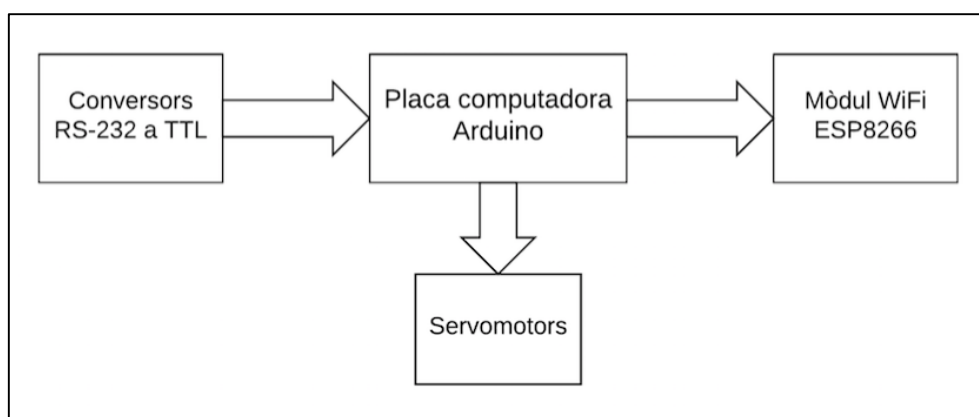 Conversors
RS-232 a TTL
Placa computadora
Arduino
Mòdul WiFi
ESP8266
Servomotors